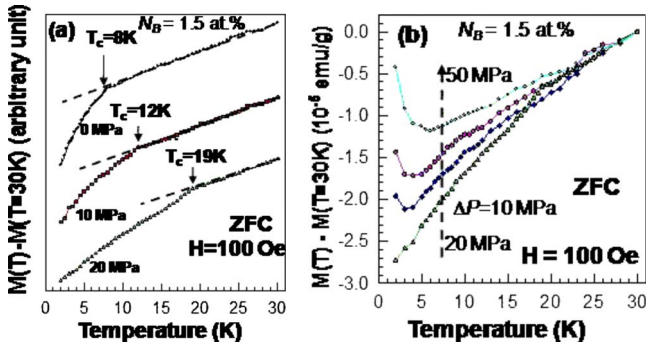 (a)
N_B = 1.5 at.%
T_c=8K
T_c=12K
T_c=19K
0 MPa
10 MPa
20 MPa
ZFC
H=100 Oe
M(T)-M(T=30K) (arbitrary unit)
0 5 10 15 20 25 30
Temperature (K)
(b)
N_B = 1.5 at.%
50 MPa
ΔP=10 MPa
20 MPa
ZFC
H = 100 Oe
M(T) - M(T=30K) (10⁻⁶ emu/g)
0.0
-0.5
-1.0
-1.5
-2.0
-2.5
-3.0
0 5 10 15 20 25 30
Temperature (K)